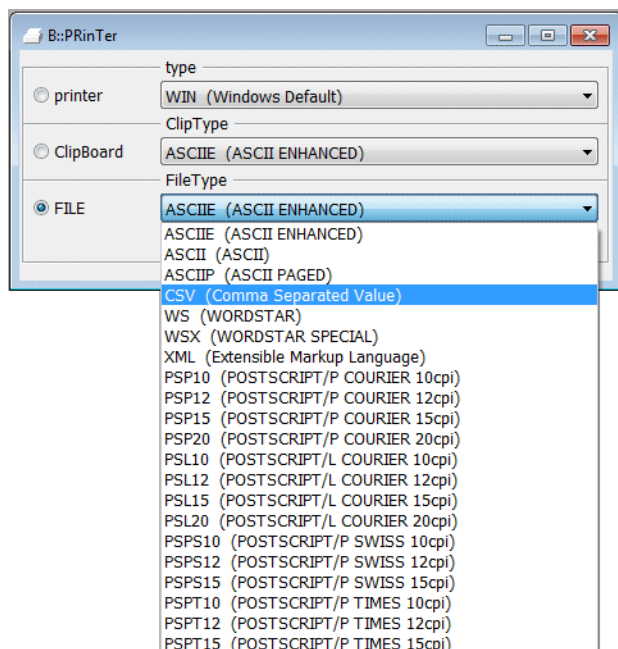 B::PRinTer
type
printer
WIN (Windows Default)
ClipType
ClipBoard
ASCIIE (ASCII ENHANCED)
FileType
FILE
ASCIIE (ASCII ENHANCED)
ASCIIE (ASCII ENHANCED)
ASCII (ASCII)
ASCIIP (ASCII PAGED)
CSV (Comma Separated Value)
WS (WORDSTAR)
WSX (WORDSTAR SPECIAL)
XML (Extensible Markup Language)
PSP10 (POSTSCRIPT/P COURIER 10cpi)
PSP12 (POSTSCRIPT/P COURIER 12cpi)
PSP15 (POSTSCRIPT/P COURIER 15cpi)
PSP20 (POSTSCRIPT/P COURIER 20cpi)
PSL10 (POSTSCRIPT/L COURIER 10cpi)
PSL12 (POSTSCRIPT/L COURIER 12cpi)
PSL15 (POSTSCRIPT/L COURIER 15cpi)
PSL20 (POSTSCRIPT/L COURIER 20cpi)
PSPS10 (POSTSCRIPT/P SWISS 10cpi)
PSPS12 (POSTSCRIPT/P SWISS 12cpi)
PSPS15 (POSTSCRIPT/P SWISS 15cpi)
PSPT10 (POSTSCRIPT/P TIMES 10cpi)
PSPT12 (POSTSCRIPT/P TIMES 12cpi)
PSPT15 (POSTSCRIPT/P TIMES 15cpi)